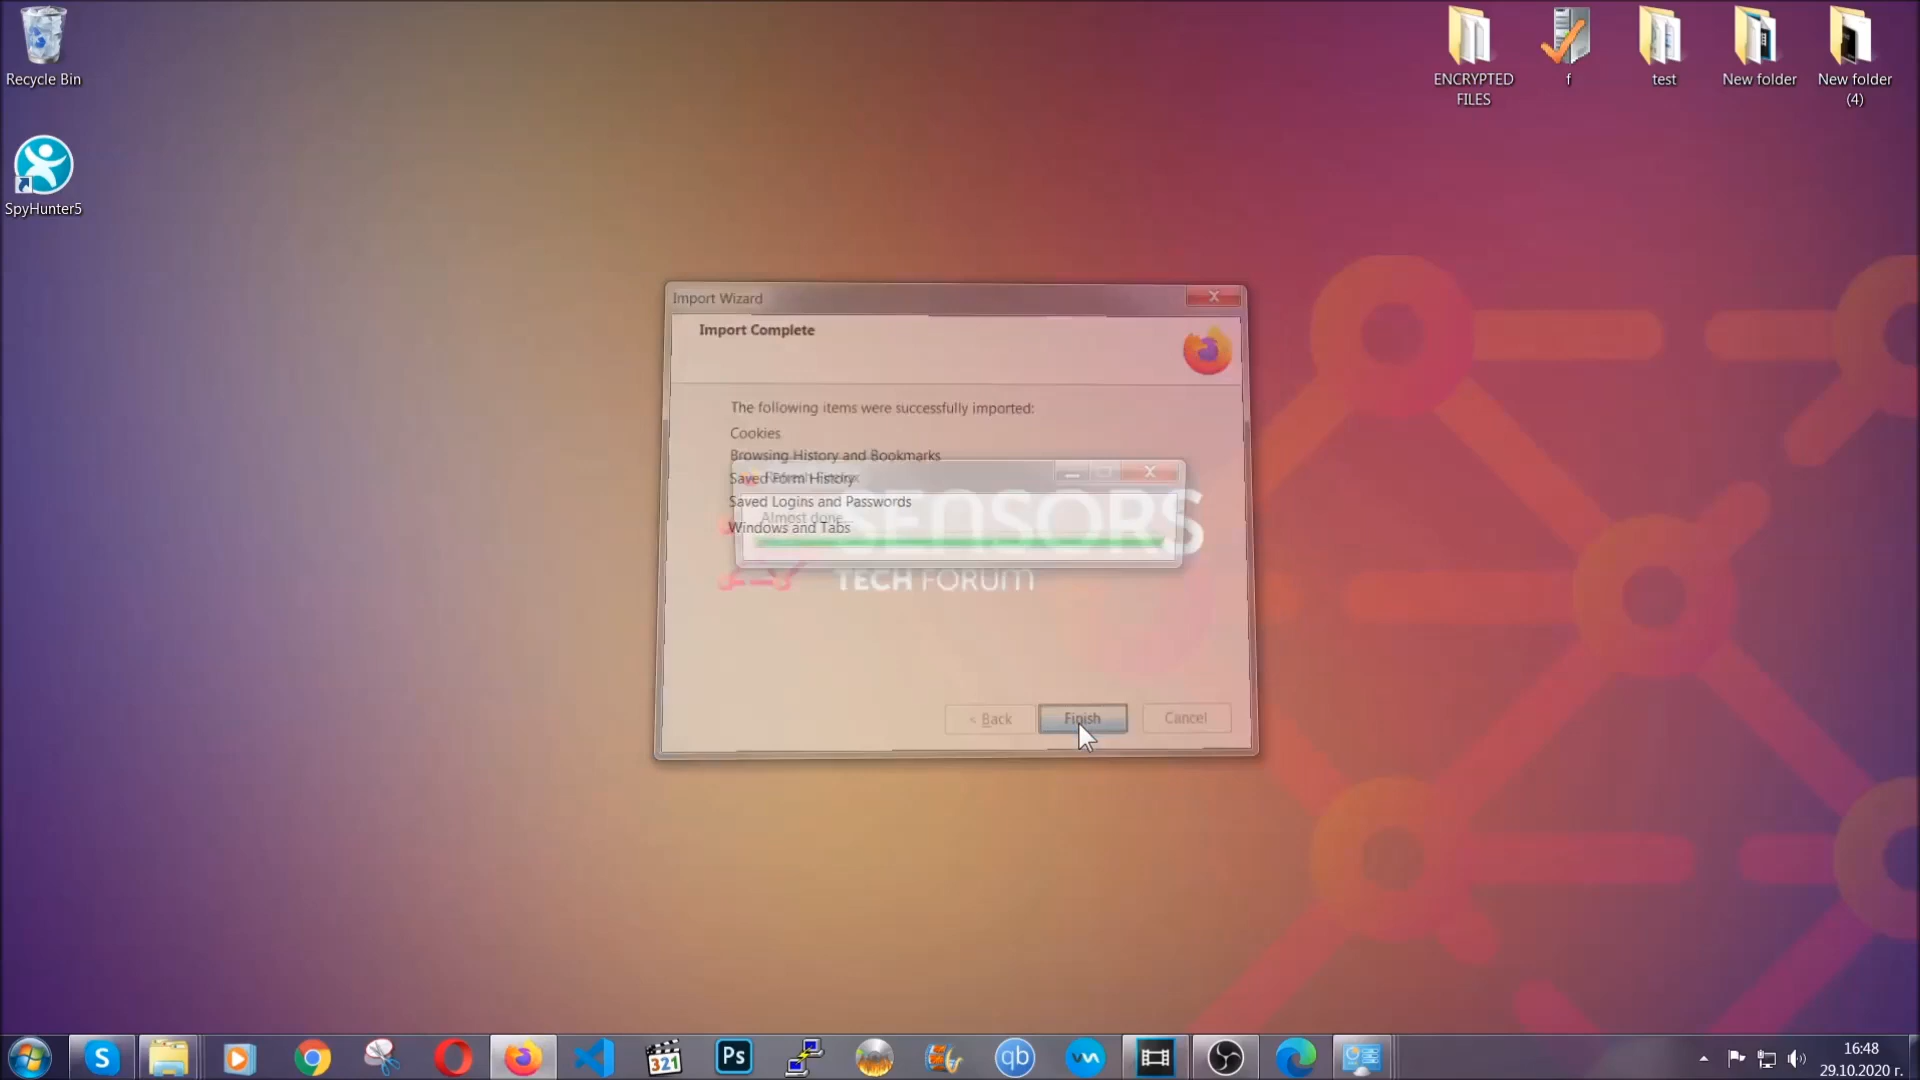 Recycle Bin
SpyHunter5
ENCRYPTED
FILES
f
test
New folder
New folder
(4)
Import Wizard
Import Complete
The following items were successfully imported:
Cookies
Browsing History and Bookmarks
Saved Form History
Saved Logins and Passwords
Almost done...
Windows and Tabs
SENSORS
TECH FORUM
< Back
Finish
Cancel
S
321
Ps
qb
16:48
29.10.2020 г.